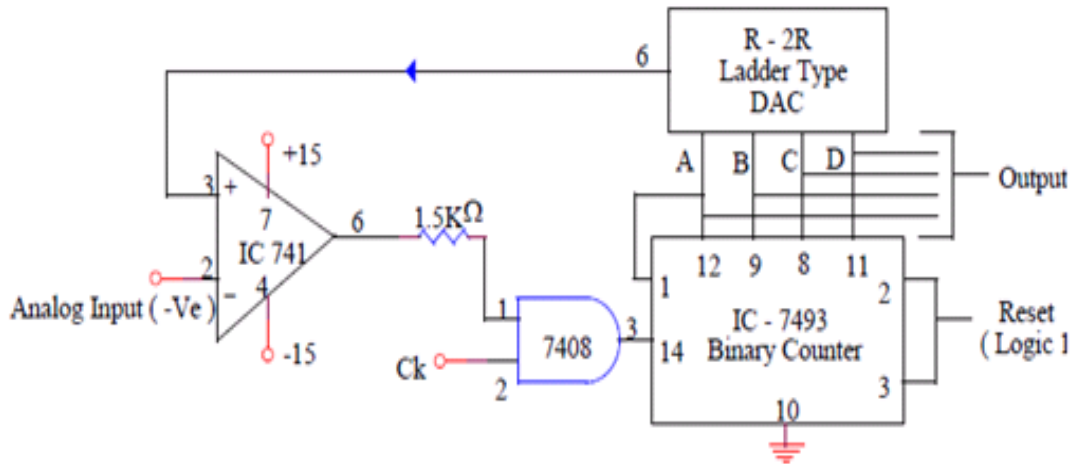 R - 2R
Ladder Type
DAC
6
A
B
C
D
Output
+15
3
+
7
IC 741
6
1.5KΩ
2
4
−
Analog Input ( -Ve )
-15
12
9
8
11
1
2
IC - 7493
Binary Counter
Reset
( Logic 1
14
3
10
1
7408
3
Ck
2